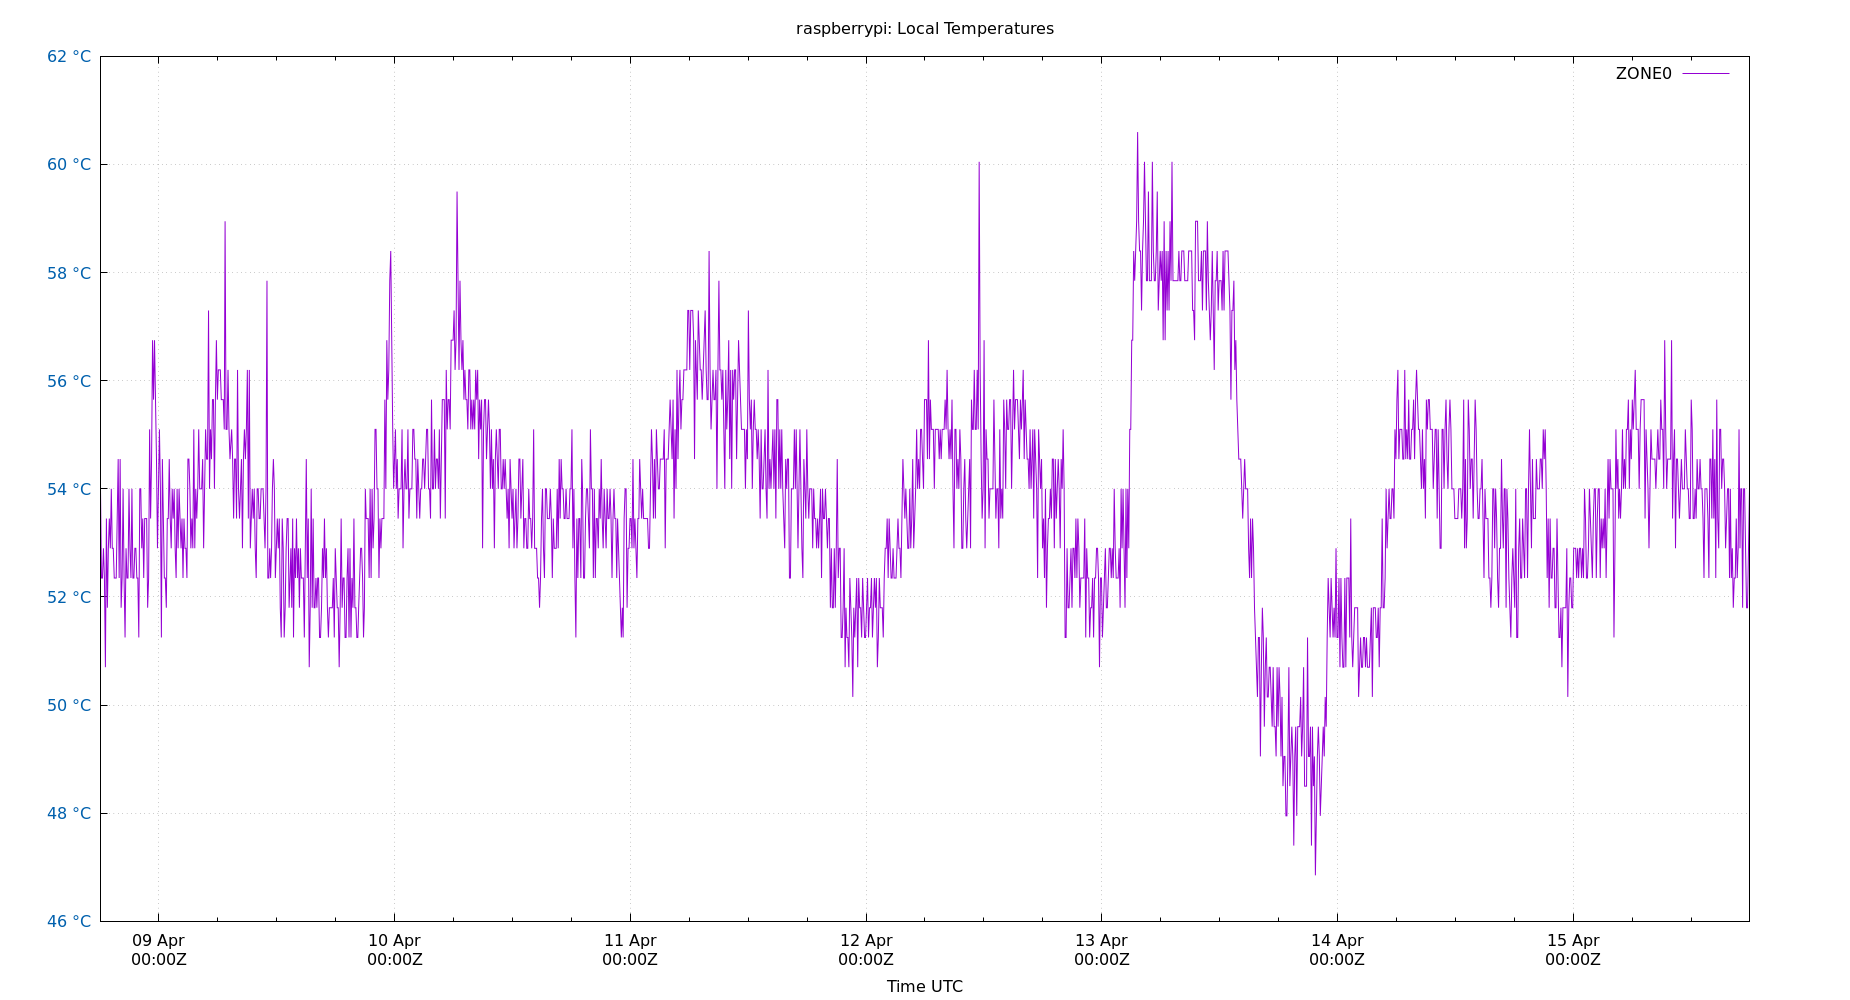 raspberrypi: Local Temperatures
ZONE0
62 °C
60 °C
58 °C
56 °C
54 °C
52 °C
50 °C
48 °C
46 °C
09 Apr 10 Apr 11 Apr 12 Apr 13 Apr 14 Apr 15 Apr
00:00Z 00:00Z 00:00Z 00:00Z 00:00Z 00:00Z 00:00Z
Time UTC